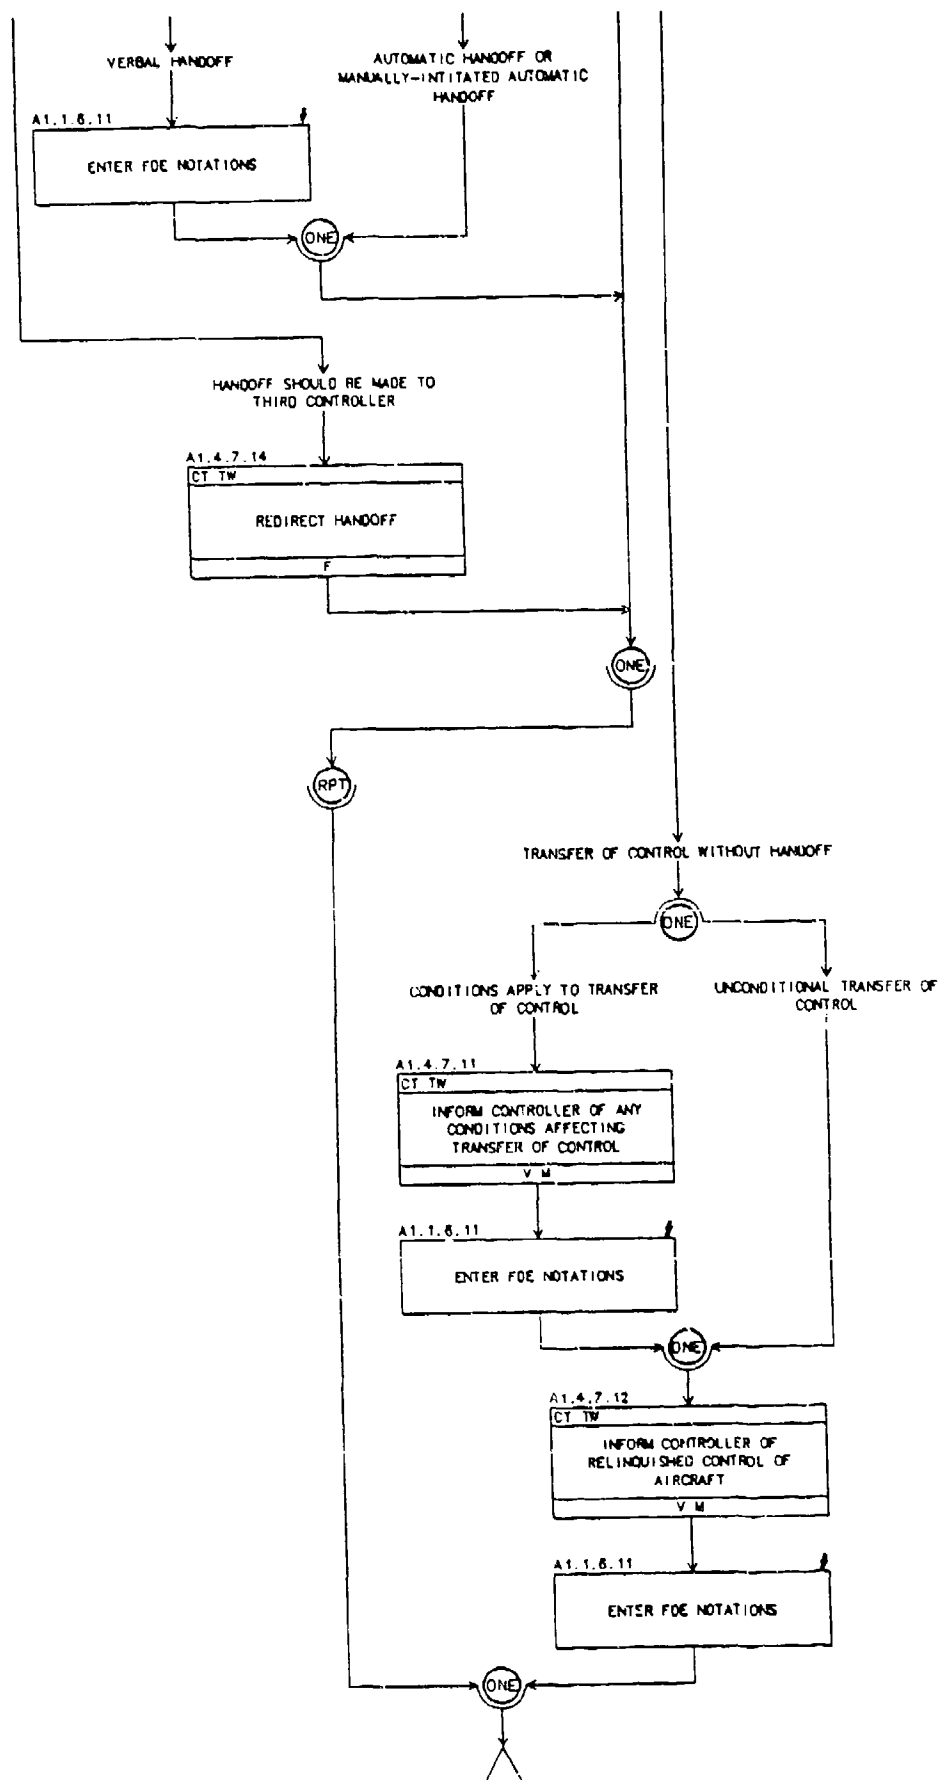 VERBAL HANDOFF
AUTOMATIC HANDOFF OR
MANUALLY-INTITATED AUTOMATIC
HANDOFF
A1.1.6.11
ENTER FDE NOTATIONS
ONE
HANDOFF SHOULD BE MADE TO
THIRD CONTROLLER
A1.4.7.14
CT TW
REDIRECT HANDOFF
F
ONE
RPT
TRANSFER OF CONTROL WITHOUT HANDOFF
ONE
CONDITIONS APPLY TO TRANSFER
OF CONTROL
UNCONDITIONAL TRANSFER OF
CONTROL
A1.4.7.11
CT TW
INFORM CONTROLLER OF ANY
CONDITIONS AFFECTING
TRANSFER OF CONTROL
V M
A1.1.6.11
ENTER FDE NOTATIONS
ONE
A1.4.7.12
CT TW
INFORM CONTROLLER OF
RELINQUISHED CONTROL OF
AIRCRAFT
V M
A1.1.6.11
ENTER FDE NOTATIONS
ONE